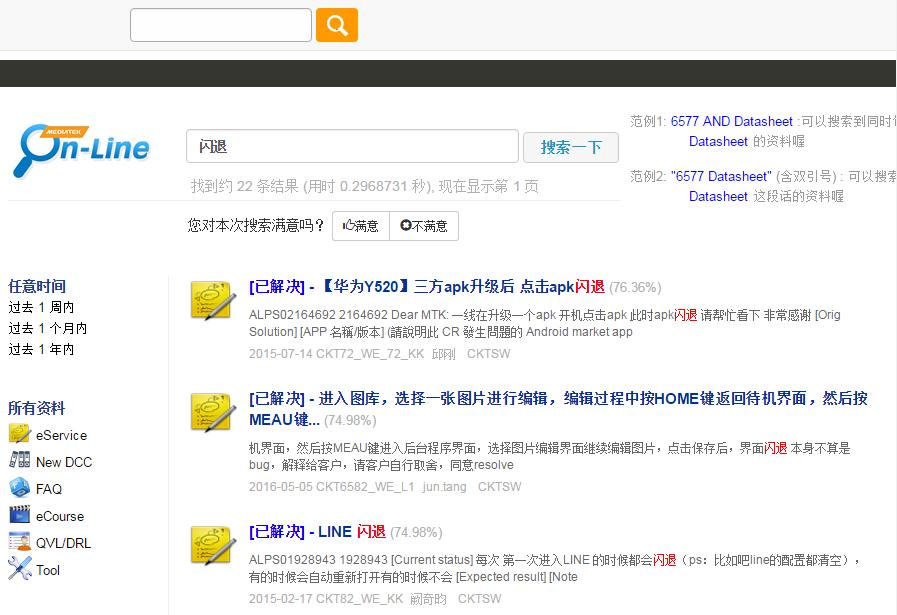 MEDIATEK
On-Line
闪退
搜索一下
范例1: 6577 AND Datasheet :可以搜索到同时
Datasheet 的资料喔
范例2: "6577 Datasheet" (含双引号) : 可以搜索
Datasheet 这段话的资料喔
找到约 22 条结果 (用时 0.2968731 秒), 现在显示第 1 页
您对本次搜索满意吗？ 满意 不满意
任意时间
过去 1 周内
过去 1 个月内
过去 1 年内
所有资料
eService
New DCC
FAQ
eCourse
QVL/DRL
Tool
[已解决] - 【华为Y520】三方apk升级后 点击apk闪退 (76.36%)
ALPS02164692 2164692 Dear MTK: 一线在升级一个apk 开机点击apk 此时apk闪退 请帮忙看下 非常感谢 [Orig
Solution] [APP 名稱/版本] (請說明此 CR 發生問題的 Android market app
2015-07-14 CKT72_WE_72_KK 邱刚 CKTSW
[已解决] - 进入图库，选择一张图片进行编辑，编辑过程中按HOME键返回待机界面，然后按
MEAU键... (74.98%)
机界面，然后按MEAU键进入后台程序界面，选择图片编辑界面继续编辑图片，点击保存后，界面闪退 本身不算是
bug，解释给客户，请客户自行取舍，同意resolve
2016-05-05 CKT6582_WE_L1 jun.tang CKTSW
[已解决] - LINE 闪退 (74.98%)
ALPS01928943 1928943 [Current status] 每次 第一次进入LINE 的时候都会闪退（ps：比如吧line的配置都清空），
有的时候会自动重新打开有的时候不会 [Expected result] [Note
2015-02-17 CKT82_WE_KK 阚奇昀 CKTSW